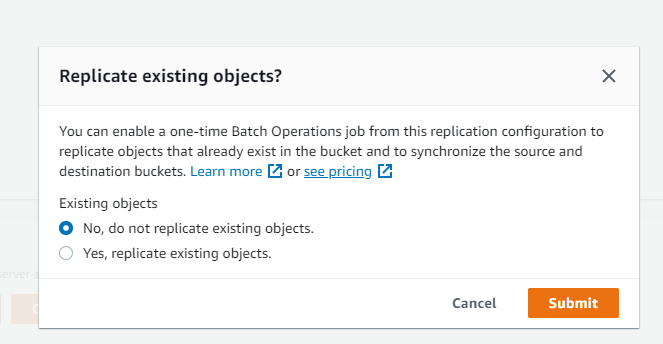 Replicate existing objects?
You can enable a one-time Batch Operations job from this replication configuration to
replicate objects that already exist in the bucket and to synchronize the source and
destination buckets. Learn more or see pricing
Existing objects
No, do not replicate existing objects.
Yes, replicate existing objects.
Cancel Submit